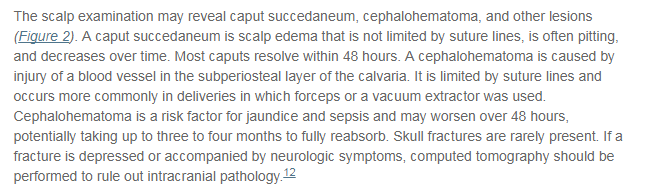 The scalp examination may reveal caput succedaneum, cephalohematoma, and other lesions
(Figure 2). A caput succedaneum is scalp edema that is not limited by suture lines, is often pitting,
and decreases over time. Most caputs resolve within 48 hours. A cephalohematoma is caused by
injury of a blood vessel in the subperiosteal layer of the calvaria. It is limited by suture lines and
occurs more commonly in deliveries in which forceps or a vacuum extractor was used.
Cephalohematoma is a risk factor for jaundice and sepsis and may worsen over 48 hours,
potentially taking up to three to four months to fully reabsorb. Skull fractures are rarely present. If a
fracture is depressed or accompanied by neurologic symptoms, computed tomography should be
performed to rule out intracranial pathology.12